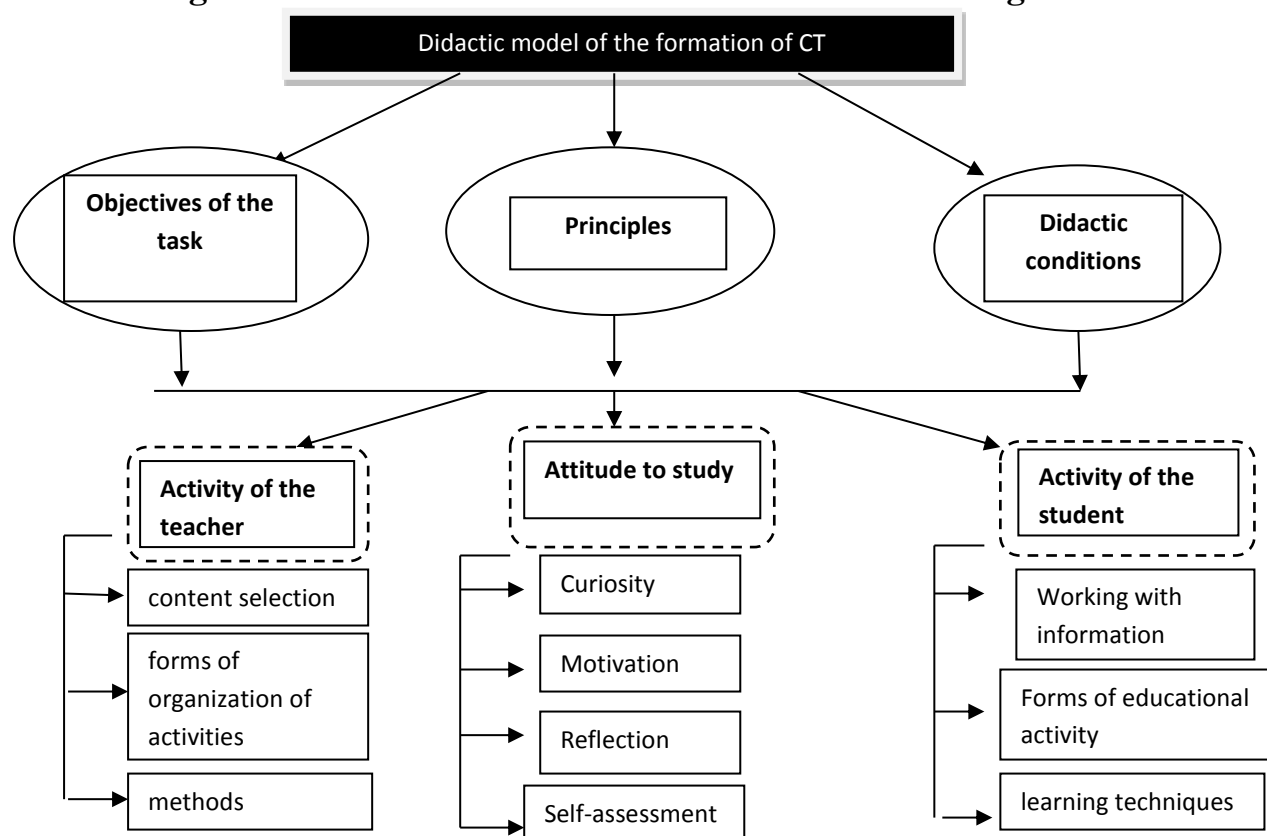 Didactic model of the formation of CT
Objectives of the
task
Principles
Didactic
conditions
Activity of the
teacher
Attitude to study
Activity of the
student
content selection
forms of
organization of
activities
methods
Curiosity
Motivation
Reflection
Self-assessment
Working with
information
Forms of educational
activity
learning techniques